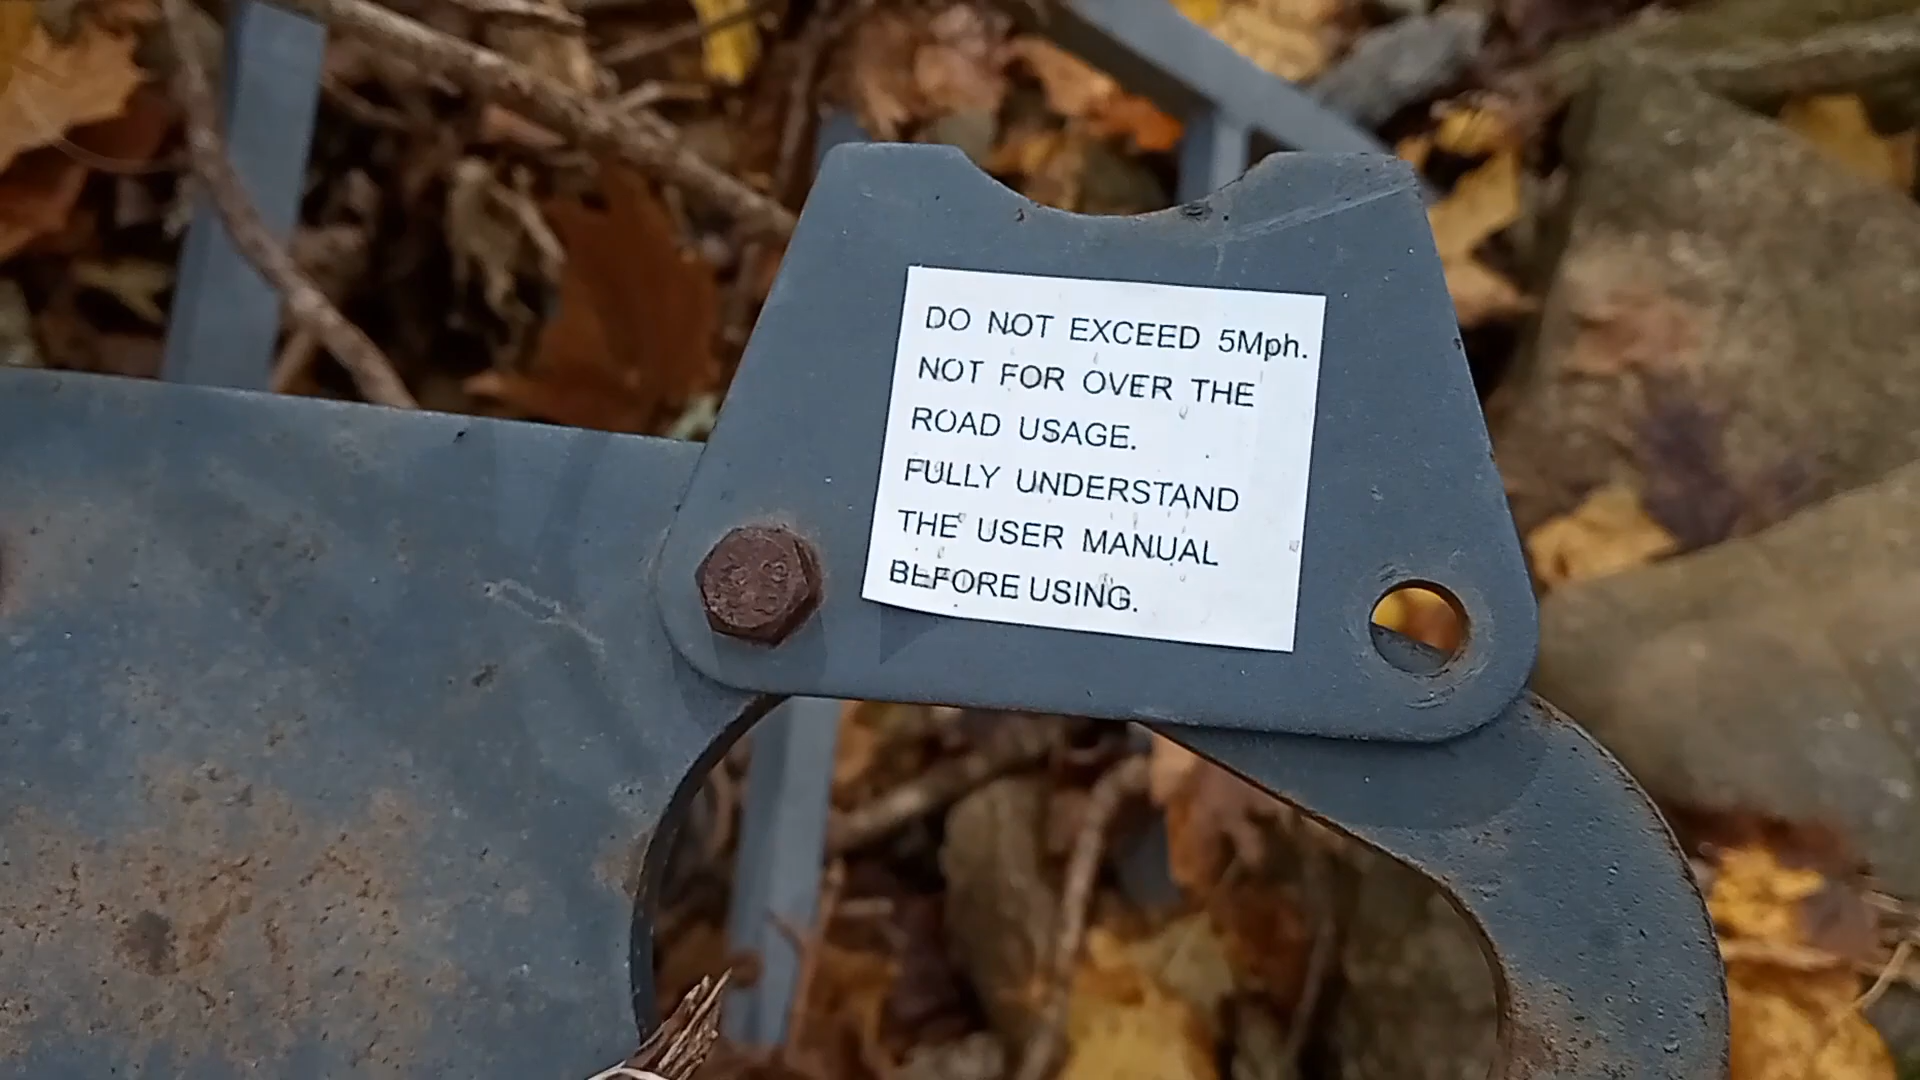 DO NOT EXCEED 5Mph.
NOT FOR OVER THE
ROAD USAGE.
FULLY UNDERSTAND
THE USER MANUAL
BEFORE USING.